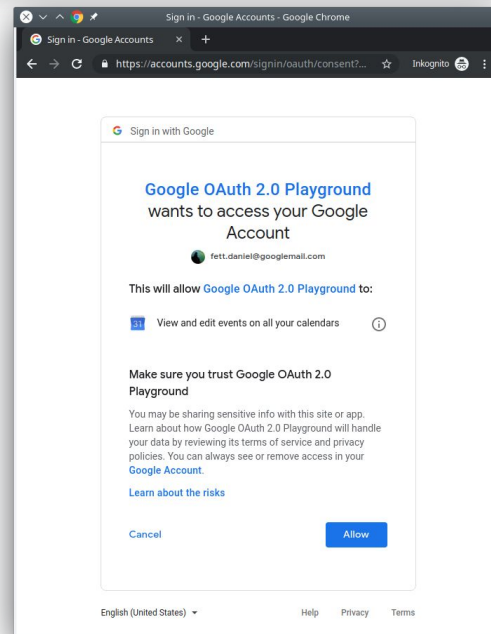 Sign in - Google Accounts - Google Chrome
Sign in - Google Accounts × +
https://accounts.google.com/signin/oauth/consent?... Inkognito
Sign in with Google
Google OAuth 2.0 Playground
wants to access your Google
Account
fett.daniel@googlemail.com
This will allow Google OAuth 2.0 Playground to:
31 View and edit events on all your calendars
Make sure you trust Google OAuth 2.0
Playground
You may be sharing sensitive info with this site or app.
Learn about how Google OAuth 2.0 Playground will handle
your data by reviewing its terms of service and privacy
policies. You can always see or remove access in your
Google Account.
Learn about the risks
Cancel Allow
English (United States) Help Privacy Terms